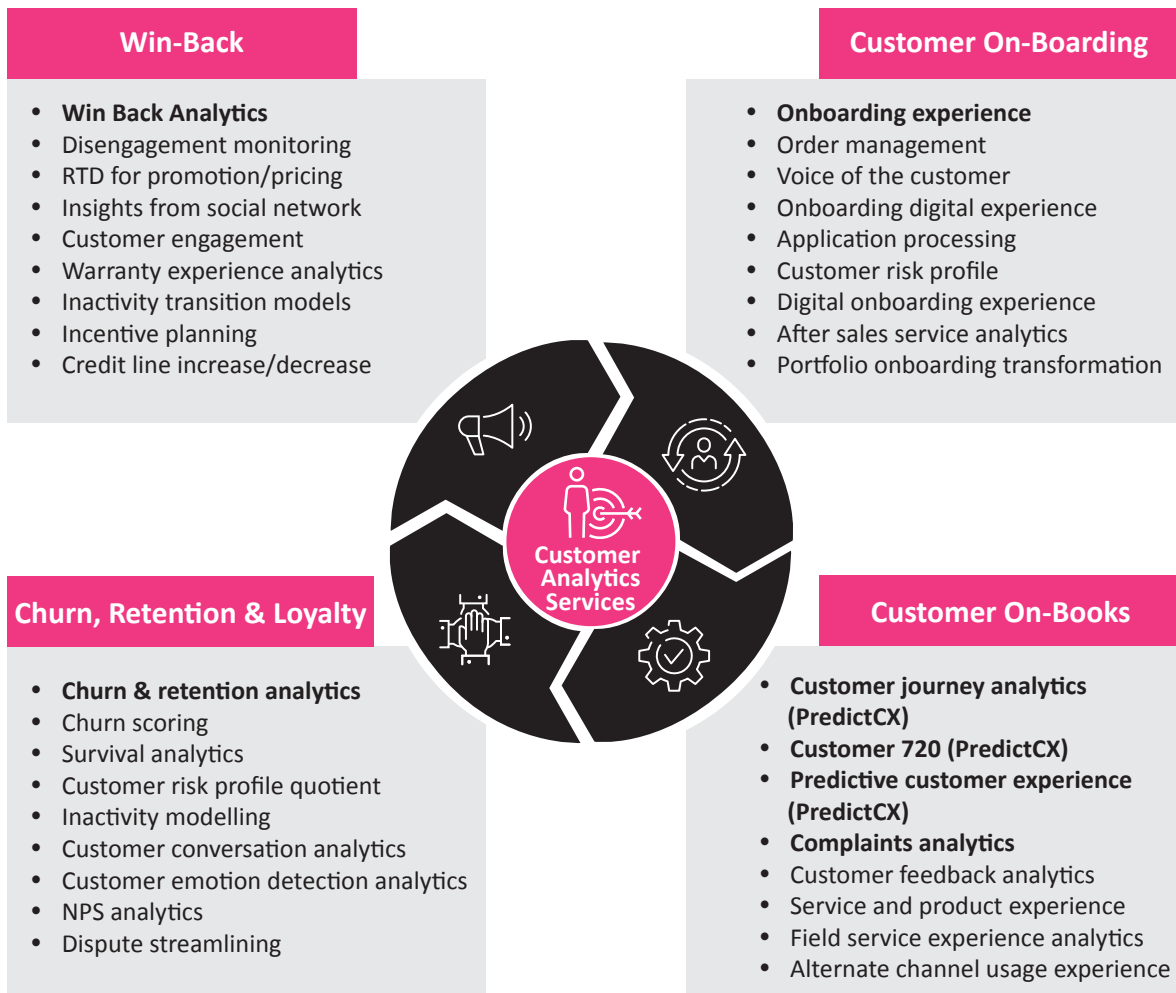 Win-Back
• Win Back Analytics
• Disengagement monitoring
• RTD for promotion/pricing
• Insights from social network
• Customer engagement
• Warranty experience analytics
• Inactivity transition models
• Incentive planning
• Credit line increase/decrease
Customer On-Boarding
• Onboarding experience
• Order management
• Voice of the customer
• Onboarding digital experience
• Application processing
• Customer risk profile
• Digital onboarding experience
• After sales service analytics
• Portfolio onboarding transformation
Customer
Analytics
Services
Churn, Retention & Loyalty
• Churn & retention analytics
• Churn scoring
• Survival analytics
• Customer risk profile quotient
• Inactivity modelling
• Customer conversation analytics
• Customer emotion detection analytics
• NPS analytics
• Dispute streamlining
Customer On-Books
• Customer journey analytics
(PredictCX)
• Customer 720 (PredictCX)
• Predictive customer experience
(PredictCX)
• Complaints analytics
• Customer feedback analytics
• Service and product experience
• Field service experience analytics
• Alternate channel usage experience